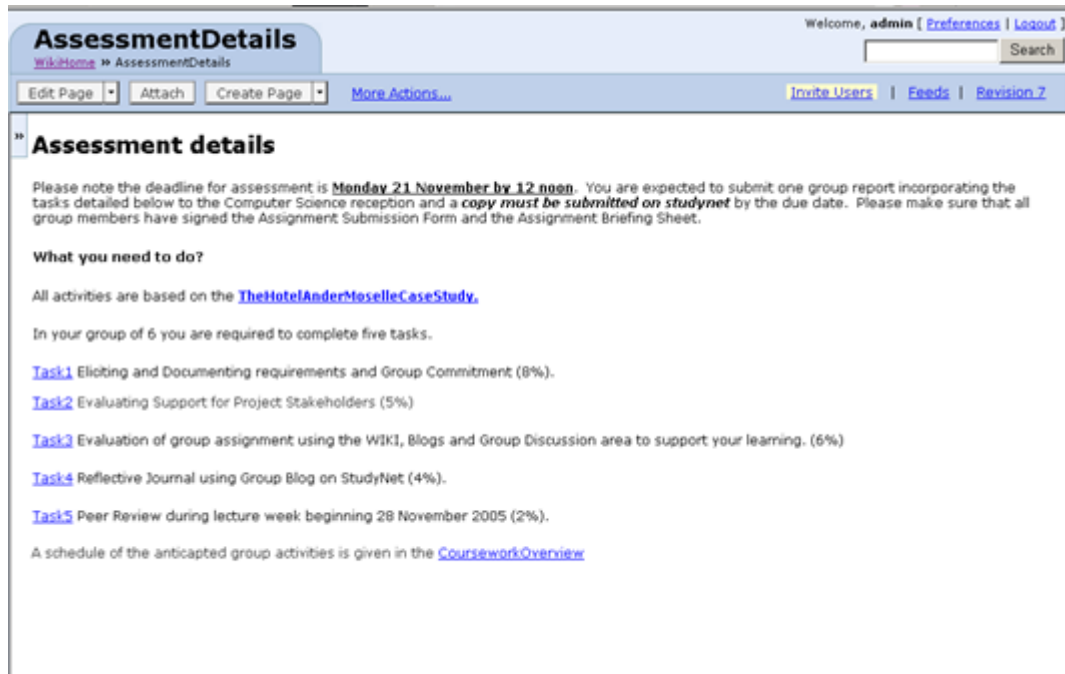 Welcome, admin [ Preferences | Logout ]
AssessmentDetails
WikiHome » AssessmentDetails
Search
Edit Page Attach Create Page More Actions... Invite Users | Feeds | Revision 7
»
Assessment details
Please note the deadline for assessment is Monday 21 November by 12 noon. You are expected to submit one group report incorporating the
tasks detailed below to the Computer Science reception and a copy must be submitted on studynet by the due date. Please make sure that all
group members have signed the Assignment Submission Form and the Assignment Briefing Sheet.
What you need to do?
All activities are based on the TheHotelAnderMoselleCaseStudy.
In your group of 6 you are required to complete five tasks.
Task1 Eliciting and Documenting requirements and Group Commitment (8%).
Task2 Evaluating Support for Project Stakeholders (5%)
Task3 Evaluation of group assignment using the WIKI, Blogs and Group Discussion area to support your learning. (6%)
Task4 Reflective Journal using Group Blog on StudyNet (4%).
Task5 Peer Review during lecture week beginning 28 November 2005 (2%).
A schedule of the anticapted group activities is given in the CourseworkOverview